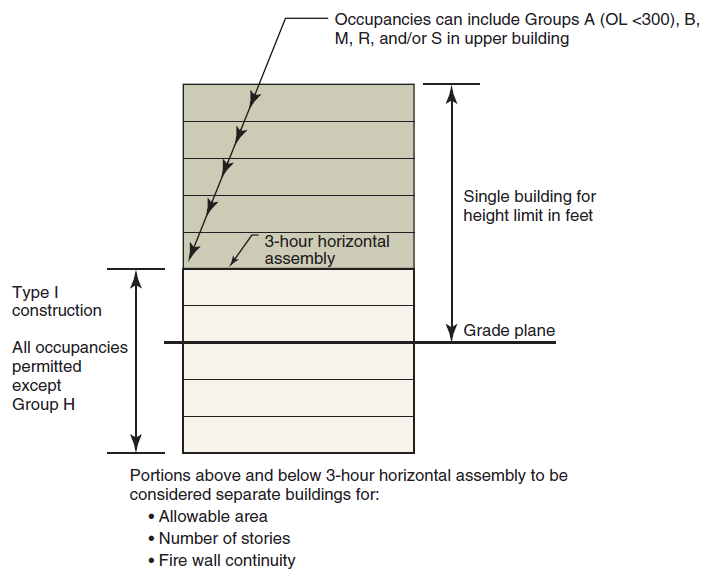 Occupancies can include Groups A (OL <300), B,
M, R, and/or S in upper building
Single building for
height limit in feet
3-hour horizontal
assembly
Type I
construction
Grade plane
All occupancies
permitted
except
Group H
Portions above and below 3-hour horizontal assembly to be
considered separate buildings for:
• Allowable area
• Number of stories
• Fire wall continuity